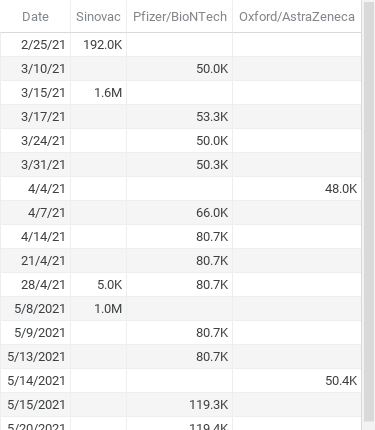 Date Sinovac Pfizer/BioNTech Oxford/AstraZeneca
2/25/21 192.0K
3/10/21 50.0K
3/15/21 1.6M
3/17/21 53.3K
3/24/21 50.0K
3/31/21 50.3K
4/4/21 48.0K
4/7/21 66.0K
4/14/21 80.7K
21/4/21 80.7K
28/4/21 5.0K 80.7K
5/8/2021 1.0M
5/9/2021 80.7K
5/13/2021 80.7K
5/14/2021 50.4K
5/15/2021 119.3K
5/20/2021 119.4K